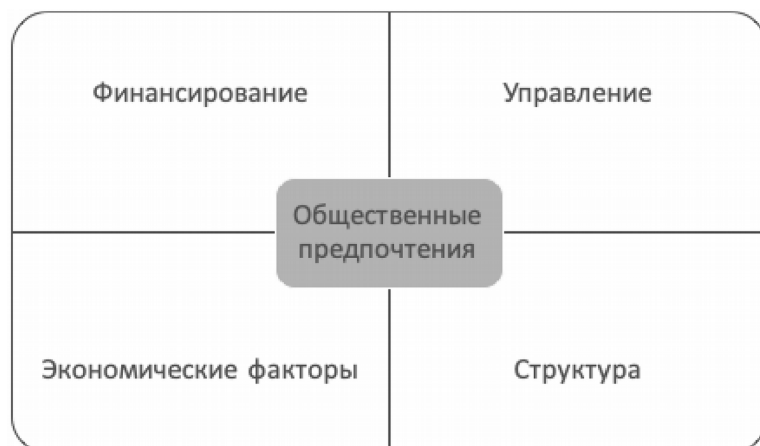 Финансирование
Управление
Общественные
предпочтения
Экономические факторы
Структура